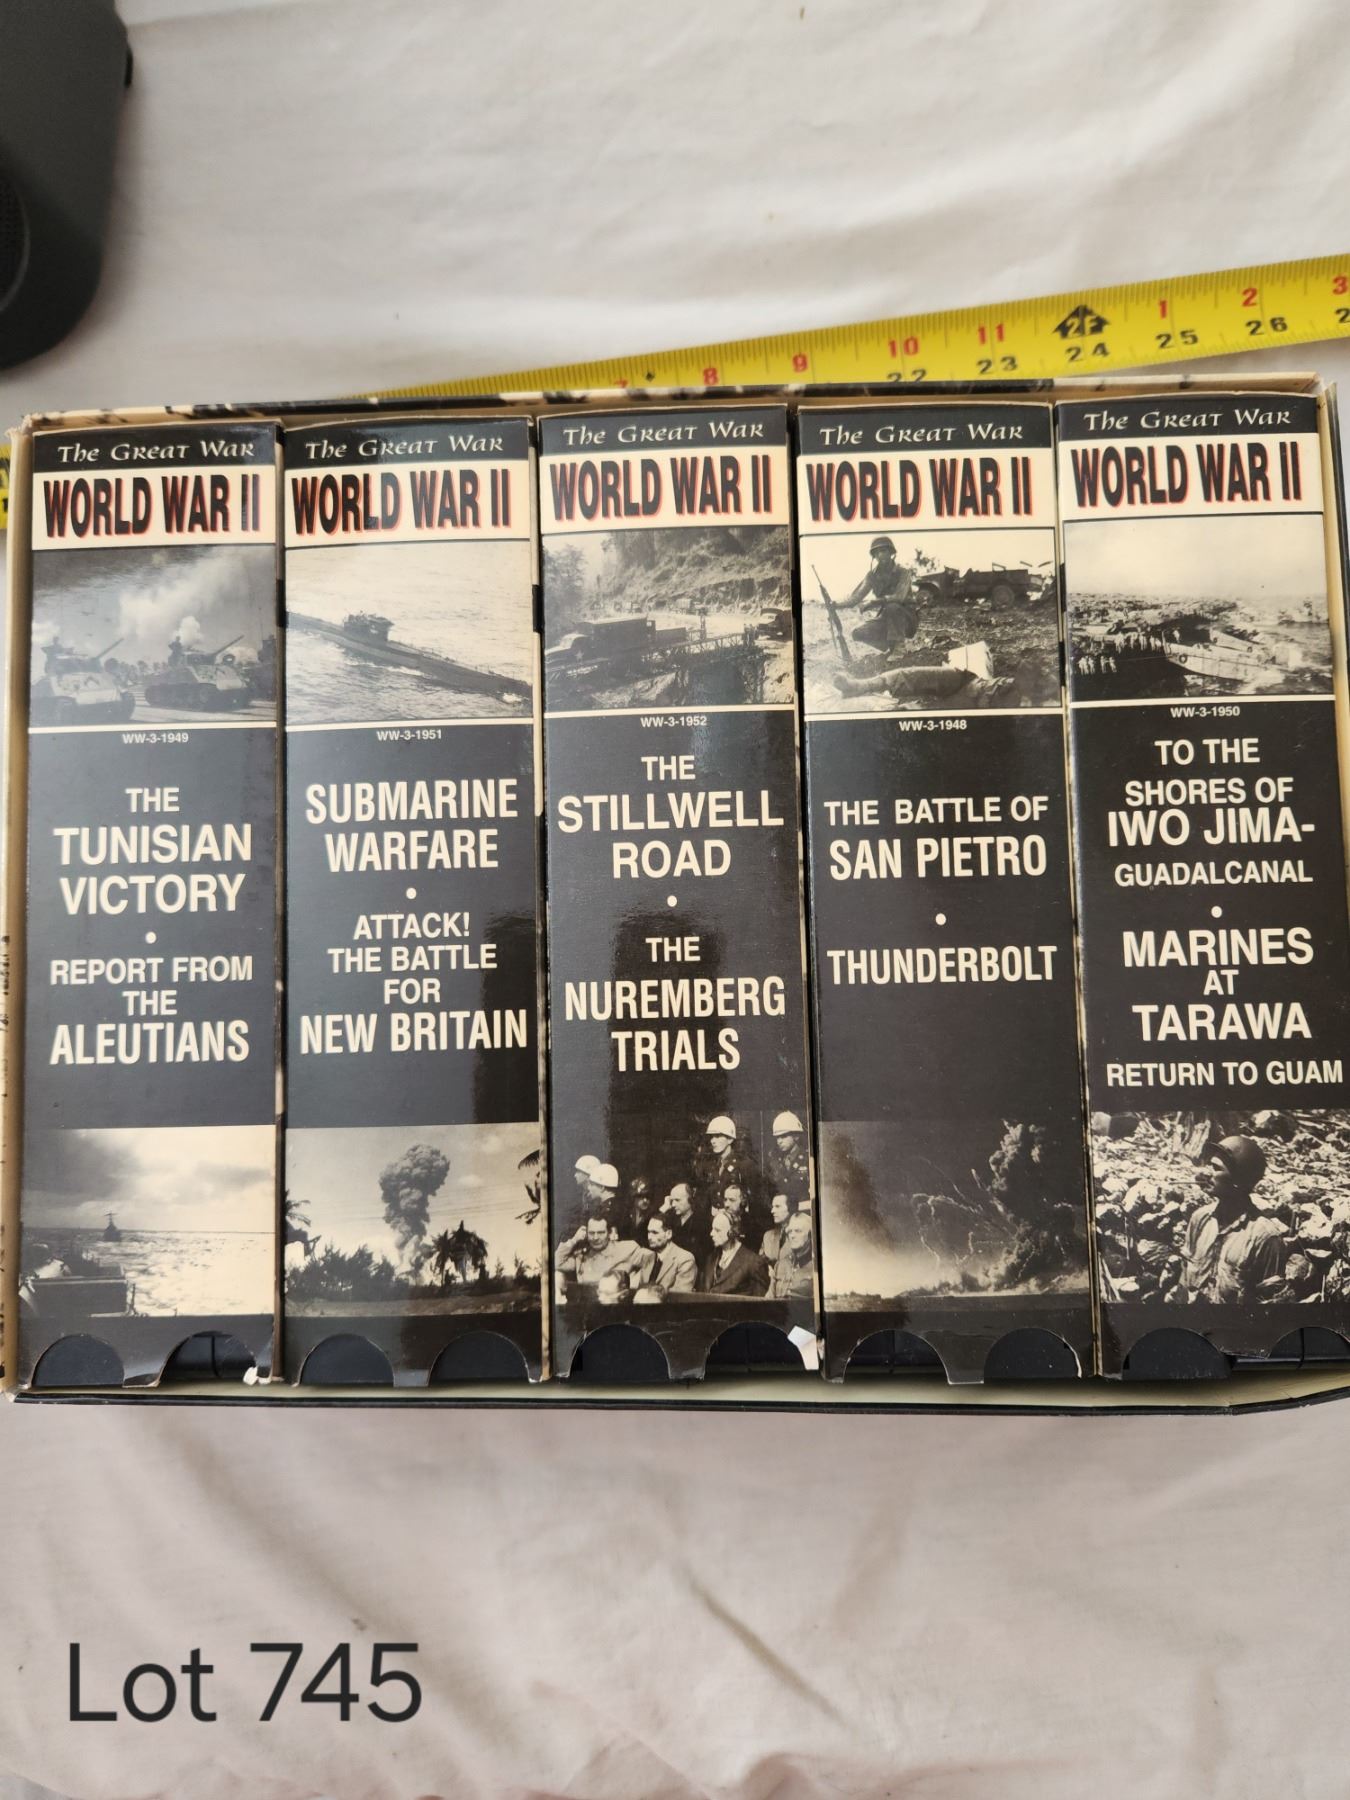 7 8 9 10 11 2F 1 2 3
22 23 24 25 26
The Great War
WORLD WAR II
WW-3-1949
THE
TUNISIAN
VICTORY
•
REPORT FROM
THE
ALEUTIANS
The Great War
WORLD WAR II
WW-3-1951
SUBMARINE
WARFARE
•
ATTACK!
THE BATTLE
FOR
NEW BRITAIN
The Great War
WORLD WAR II
WW-3-1952
THE
STILLWELL
ROAD
•
THE
NUREMBERG
TRIALS
The Great War
WORLD WAR II
WW-3-1948
THE BATTLE OF
SAN PIETRO
•
THUNDERBOLT
The Great War
WORLD WAR II
WW-3-1950
TO THE
SHORES OF
IWO JIMA-
GUADALCANAL
•
MARINES
AT
TARAWA
RETURN TO GUAM
Lot 745